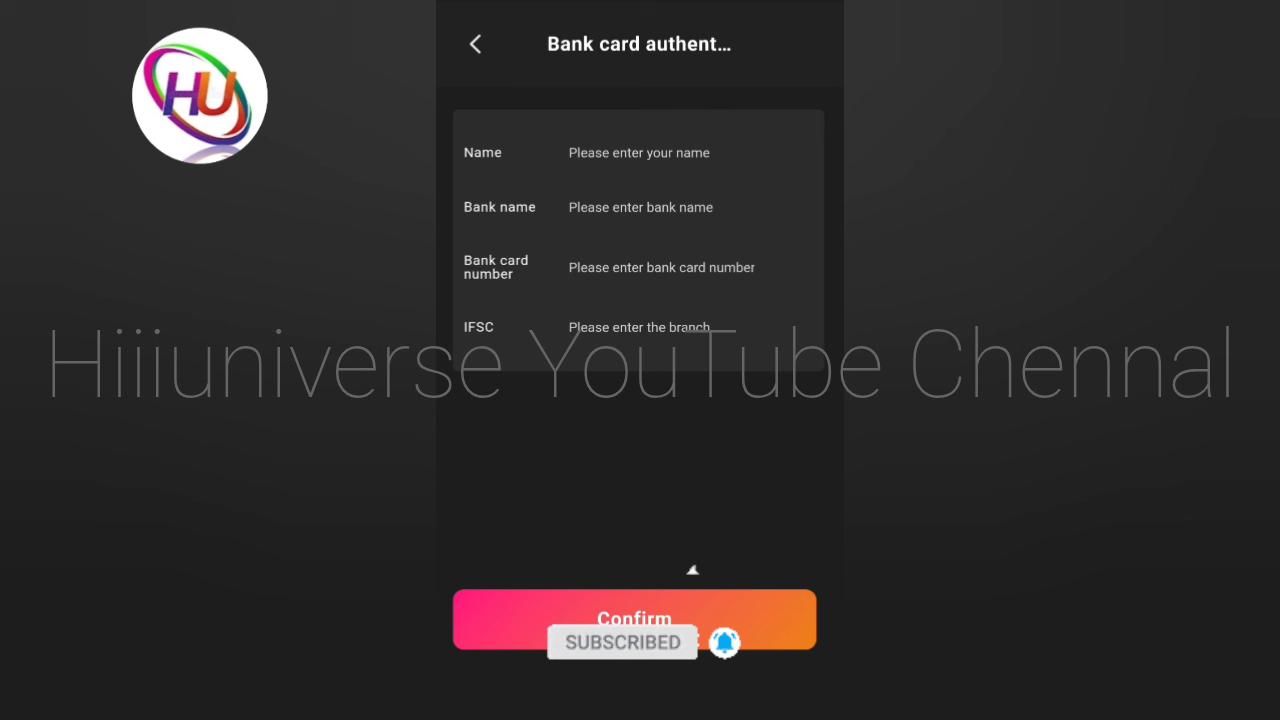 HU
Bank card authent...
Name Please enter your name
Bank name Please enter bank name
Bank card
number Please enter bank card number
IFSC Please enter the branch
Hiiiuniverse YouTube Chennal
Confirm
SUBSCRIBED